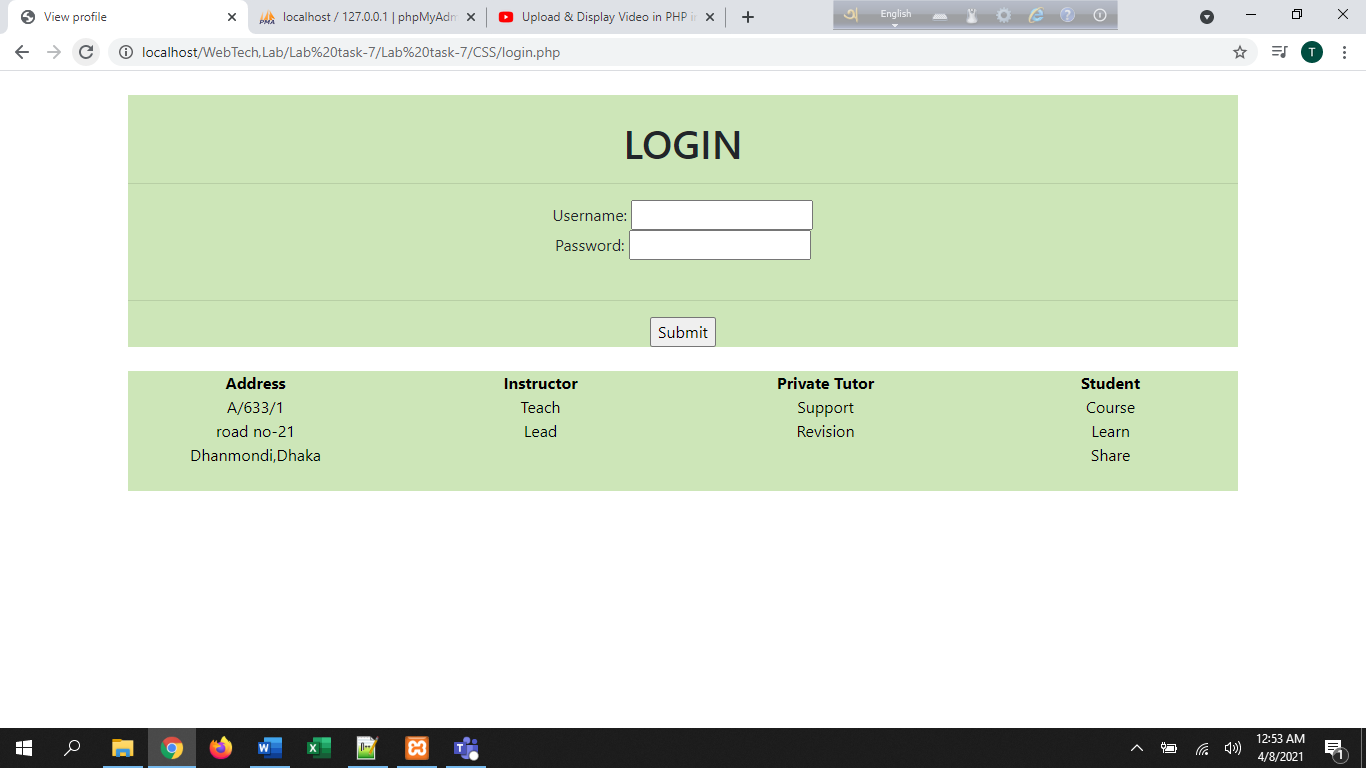 View profile
localhost / 127.0.0.1 | phpMyAdm
Upload & Display Video in PHP i
English
localhost/WebTech,Lab/Lab%20task-7/Lab%20task-7/CSS/login.php
T
LOGIN
Username:
Password:
Submit
Address Instructor Private Tutor Student
A/633/1 Teach Support Course
road no-21 Lead Revision Learn
Dhanmondi,Dhaka Share
12:53 AM
4/8/2021
1